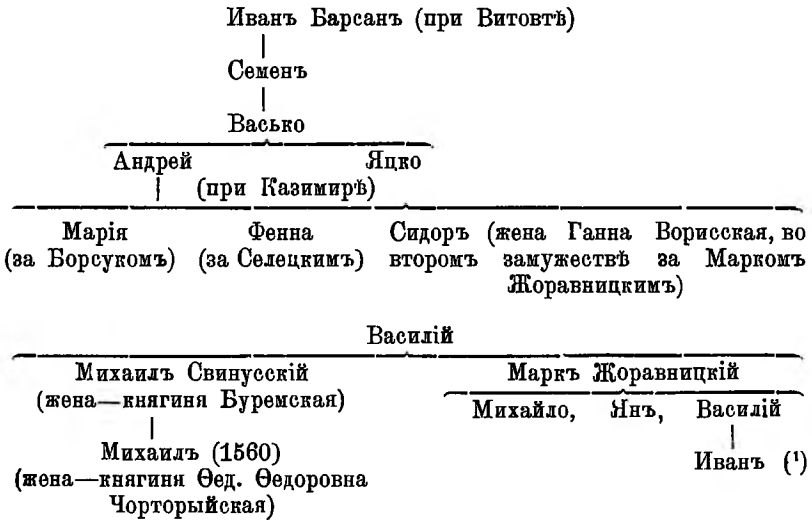 Иванъ Барсанъ (при Витовтѣ)
Семенъ
Васько
Андрей Яцко
(при Казимирѣ)
Марія Фенна Сидоръ (жена Ганна Ворисская, во
(за Борсукомъ) (за Селецкимъ) второмъ замужествѣ за Маркомъ
Жоравницкимъ)
Василій
Михаилъ Свинусскій Маркъ Жоравницкій
(жена—княгиня Буремская) Михайло, Янъ, Василій
Михаилъ (1560) Иванъ (¹)
(жена—княгиня Ѳед. Ѳедоровна
Чорторыйская)